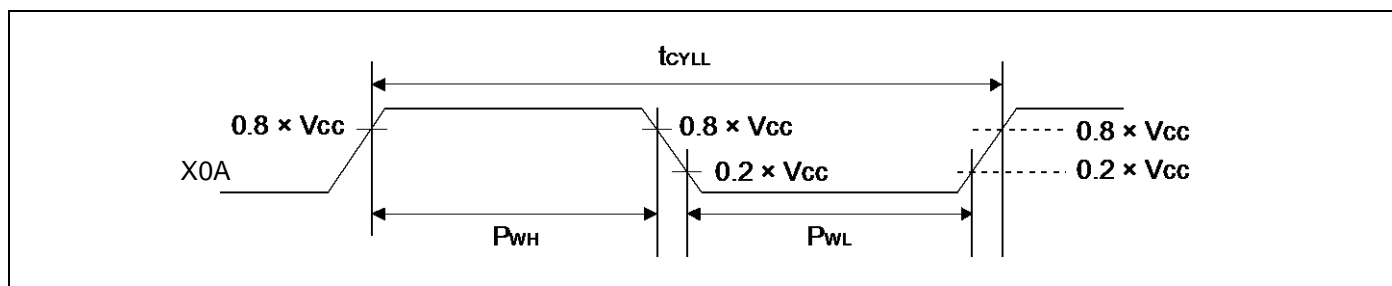 tCYLL
0.8 × VCC
0.8 × VCC
0.8 × VCC
X0A
0.2 × VCC
0.2 × VCC
PWH
PWL